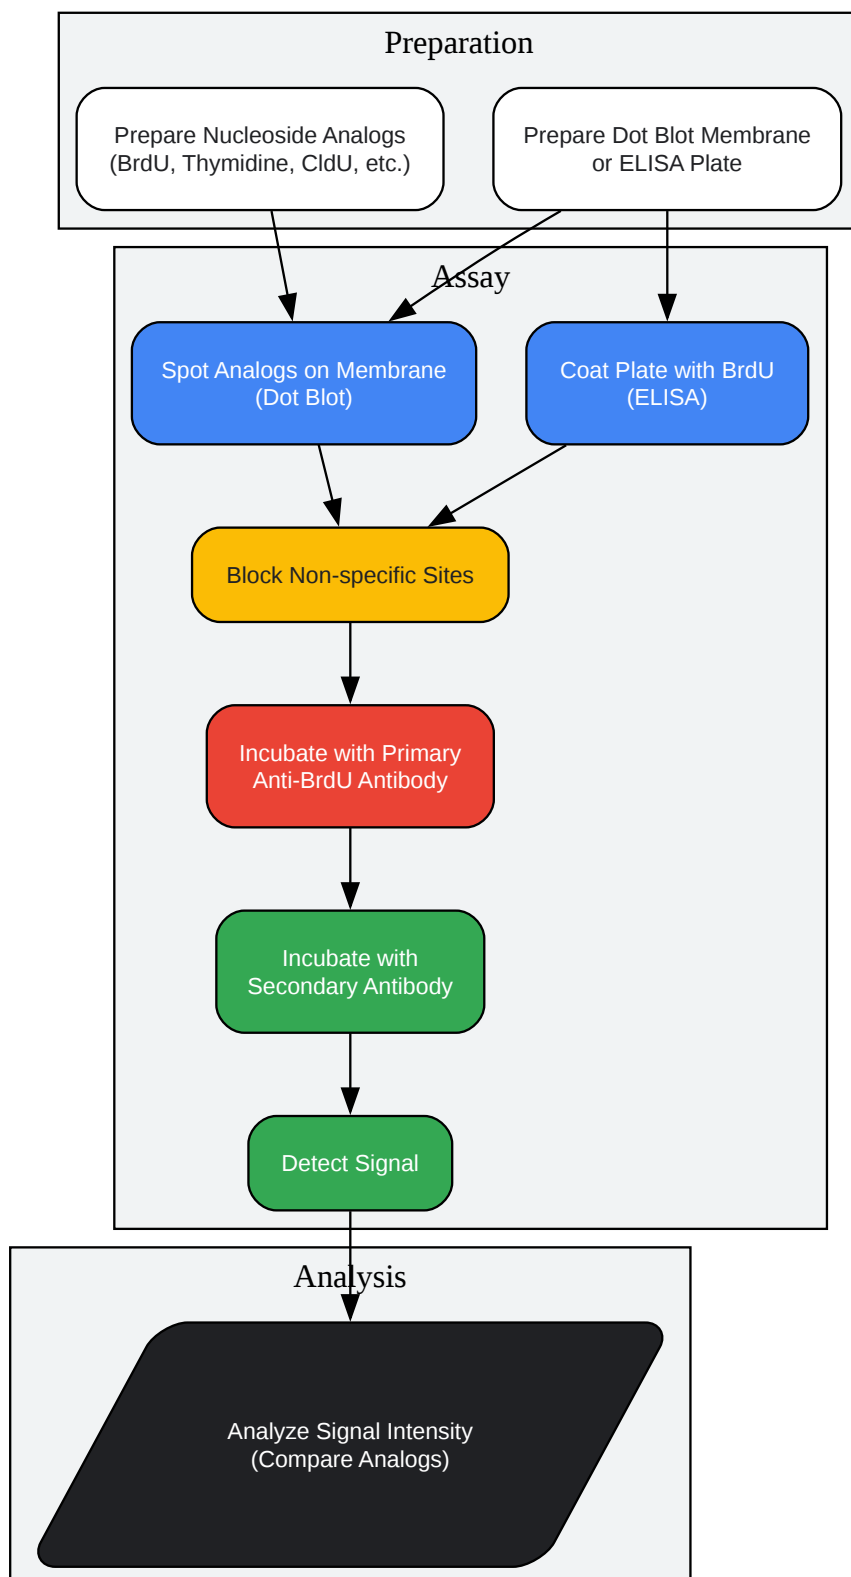 Preparation
Prepare Nucleoside Analogs
(BrdU, Thymidine, CldU, etc.)
Prepare Dot Blot Membrane
or ELISA Plate
Assay
Spot Analogs on Membrane
(Dot Blot)
Coat Plate with BrdU
(ELISA)
Block Non-specific Sites
Incubate with Primary
Anti-BrdU Antibody
Incubate with
Secondary Antibody
Detect Signal
Analysis
Analyze Signal Intensity
(Compare Analogs)